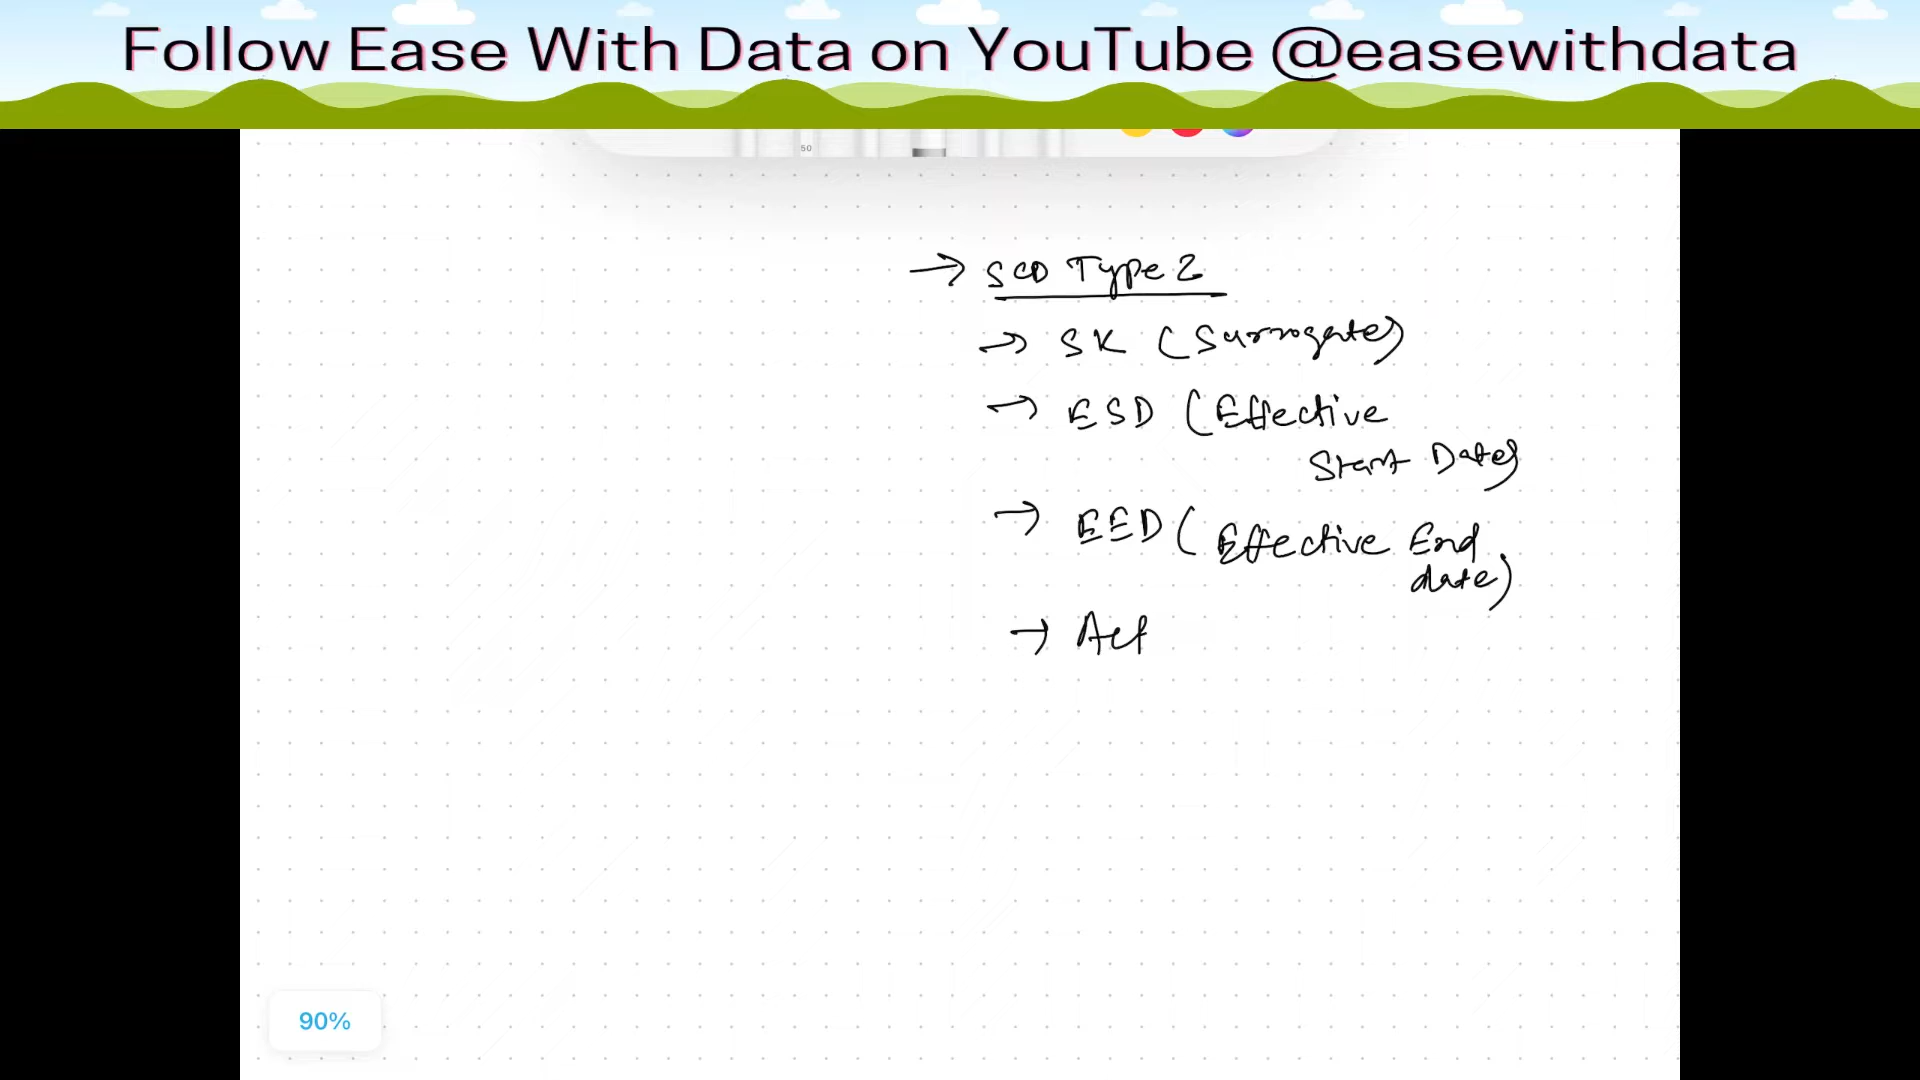 Follow Ease With Data on YouTube @easewithdata
50
→ SCD Type 2
→ SK (Surrogate)
→ ESD (Effective
Start Date)
→ EED (Effective End
date)
→ Act
90%